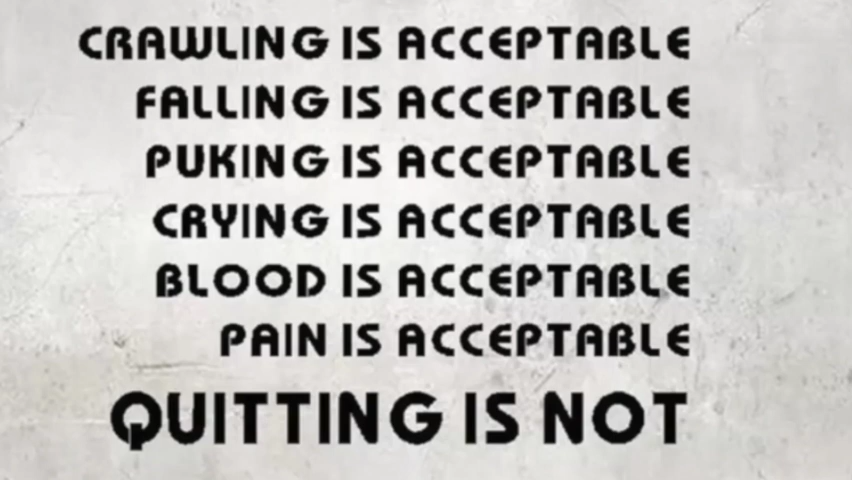 CRAWLING IS ACCEPTABLE
FALLING IS ACCEPTABLE
PUKING IS ACCEPTABLE
CRYING IS ACCEPTABLE
BLOOD IS ACCEPTABLE
PAIN IS ACCEPTABLE
QUITTING IS NOT